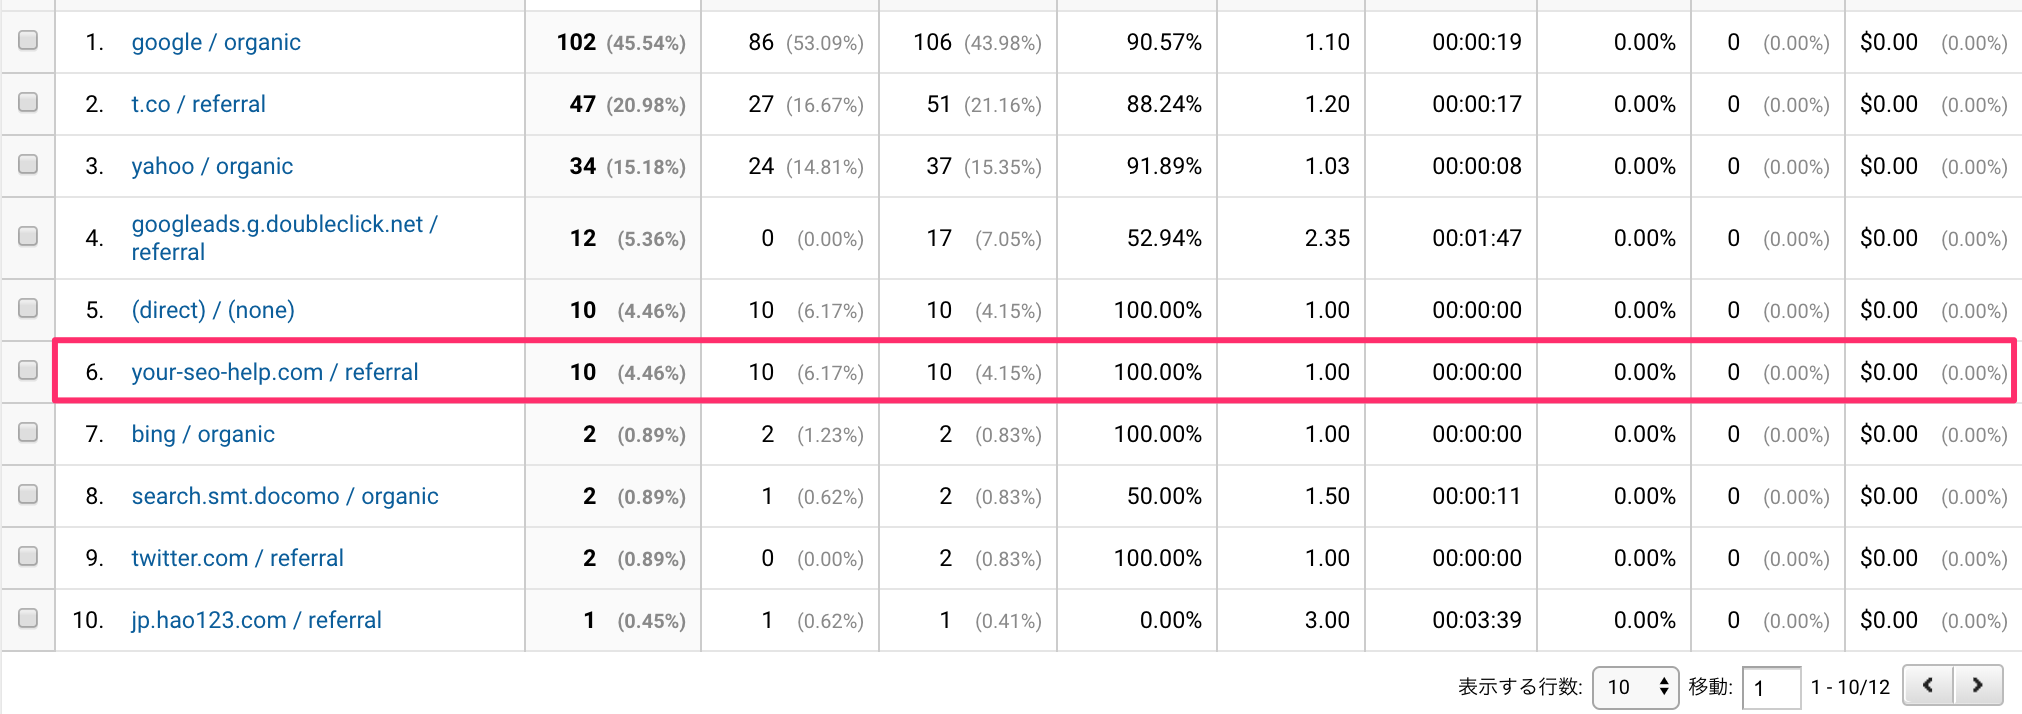 1. google / organic 102 (45.54%) 86 (53.09%) 106 (43.98%) 90.57% 1.10 00:00:19 0.00% 0 (0.00%) $0.00 (0.00%)
2. t.co / referral 47 (20.98%) 27 (16.67%) 51 (21.16%) 88.24% 1.20 00:00:17 0.00% 0 (0.00%) $0.00 (0.00%)
3. yahoo / organic 34 (15.18%) 24 (14.81%) 37 (15.35%) 91.89% 1.03 00:00:08 0.00% 0 (0.00%) $0.00 (0.00%)
4. googleads.g.doubleclick.net /
referral 12 (5.36%) 0 (0.00%) 17 (7.05%) 52.94% 2.35 00:01:47 0.00% 0 (0.00%) $0.00 (0.00%)
5. (direct) / (none) 10 (4.46%) 10 (6.17%) 10 (4.15%) 100.00% 1.00 00:00:00 0.00% 0 (0.00%) $0.00 (0.00%)
6. your-seo-help.com / referral 10 (4.46%) 10 (6.17%) 10 (4.15%) 100.00% 1.00 00:00:00 0.00% 0 (0.00%) $0.00 (0.00%)
7. bing / organic 2 (0.89%) 2 (1.23%) 2 (0.83%) 100.00% 1.00 00:00:00 0.00% 0 (0.00%) $0.00 (0.00%)
8. search.smt.docomo / organic 2 (0.89%) 1 (0.62%) 2 (0.83%) 50.00% 1.50 00:00:11 0.00% 0 (0.00%) $0.00 (0.00%)
9. twitter.com / referral 2 (0.89%) 0 (0.00%) 2 (0.83%) 100.00% 1.00 00:00:00 0.00% 0 (0.00%) $0.00 (0.00%)
10. jp.hao123.com / referral 1 (0.45%) 1 (0.62%) 1 (0.41%) 0.00% 3.00 00:03:39 0.00% 0 (0.00%) $0.00 (0.00%)
表示する行数: 10 移動: 1 1 - 10/12